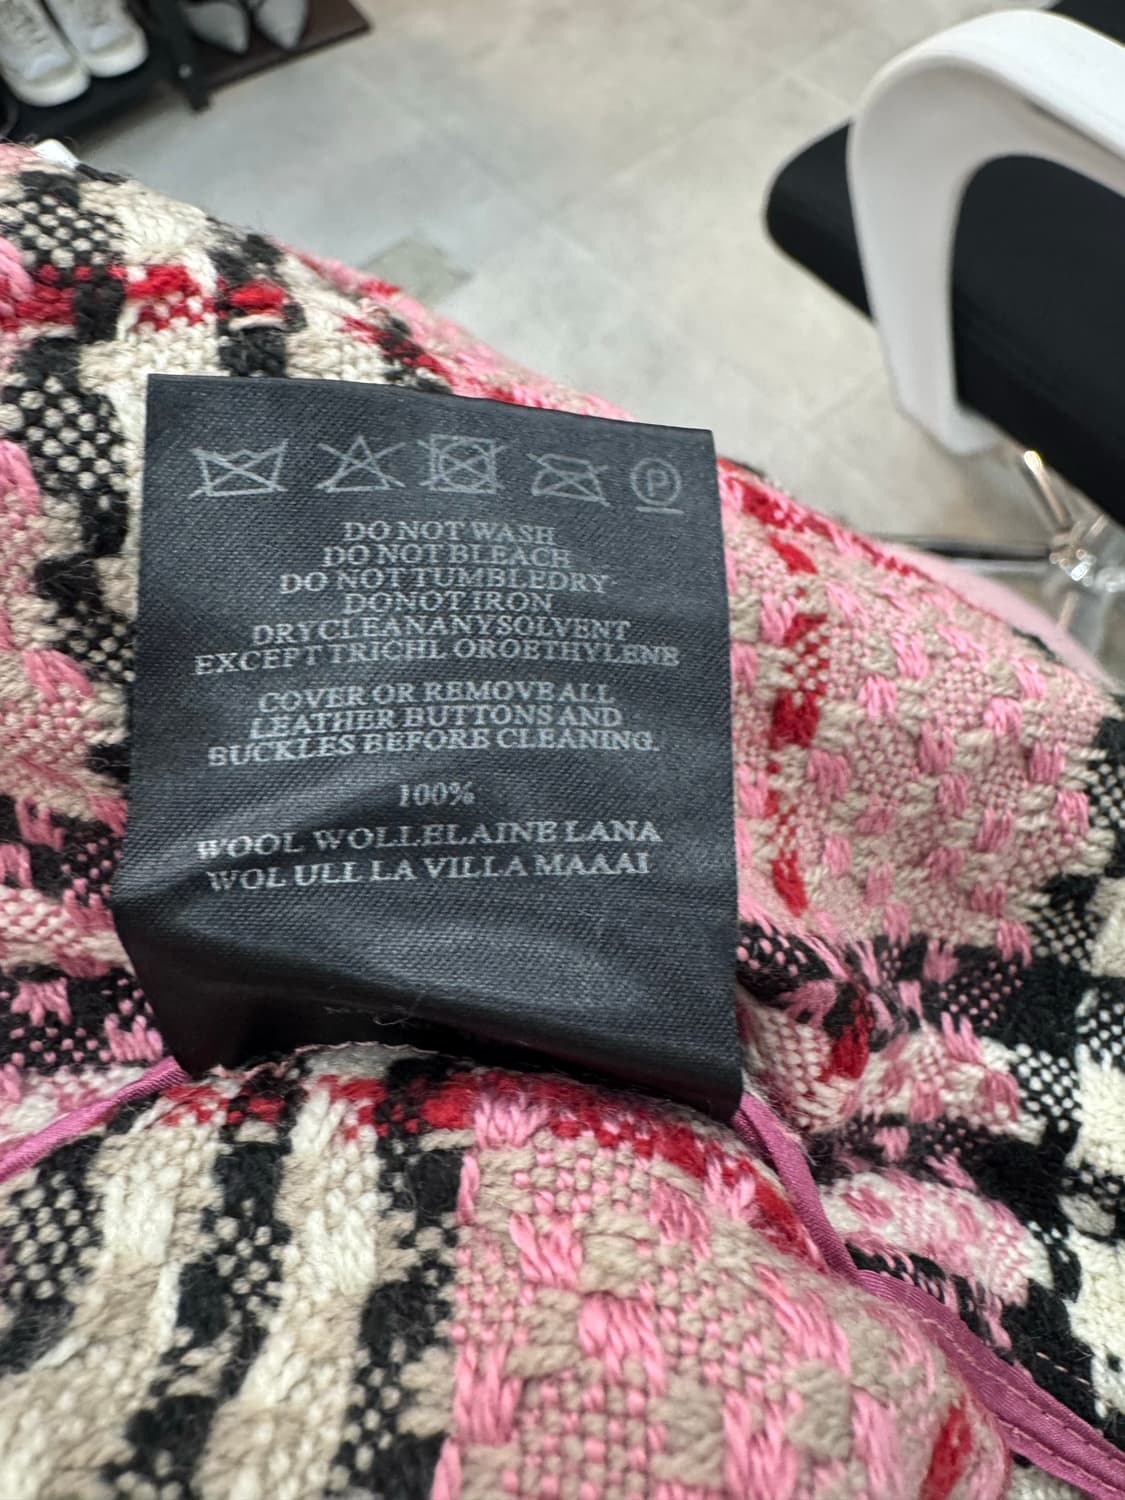 P
DO NOT WASH
DO NOT BLEACH
DO NOT TUMBLEDRY
DONOT IRON
DRYCLEANANYSOLVENT
EXCEPT TRICHL OROETHYLENE
COVER OR REMOVE ALL
LEATHER BUTTONS AND
BUCKLES BEFORE CLEANING.
100%
WOOL WOLLELAINE LANA
WOL ULL LA VILLA MAAAI